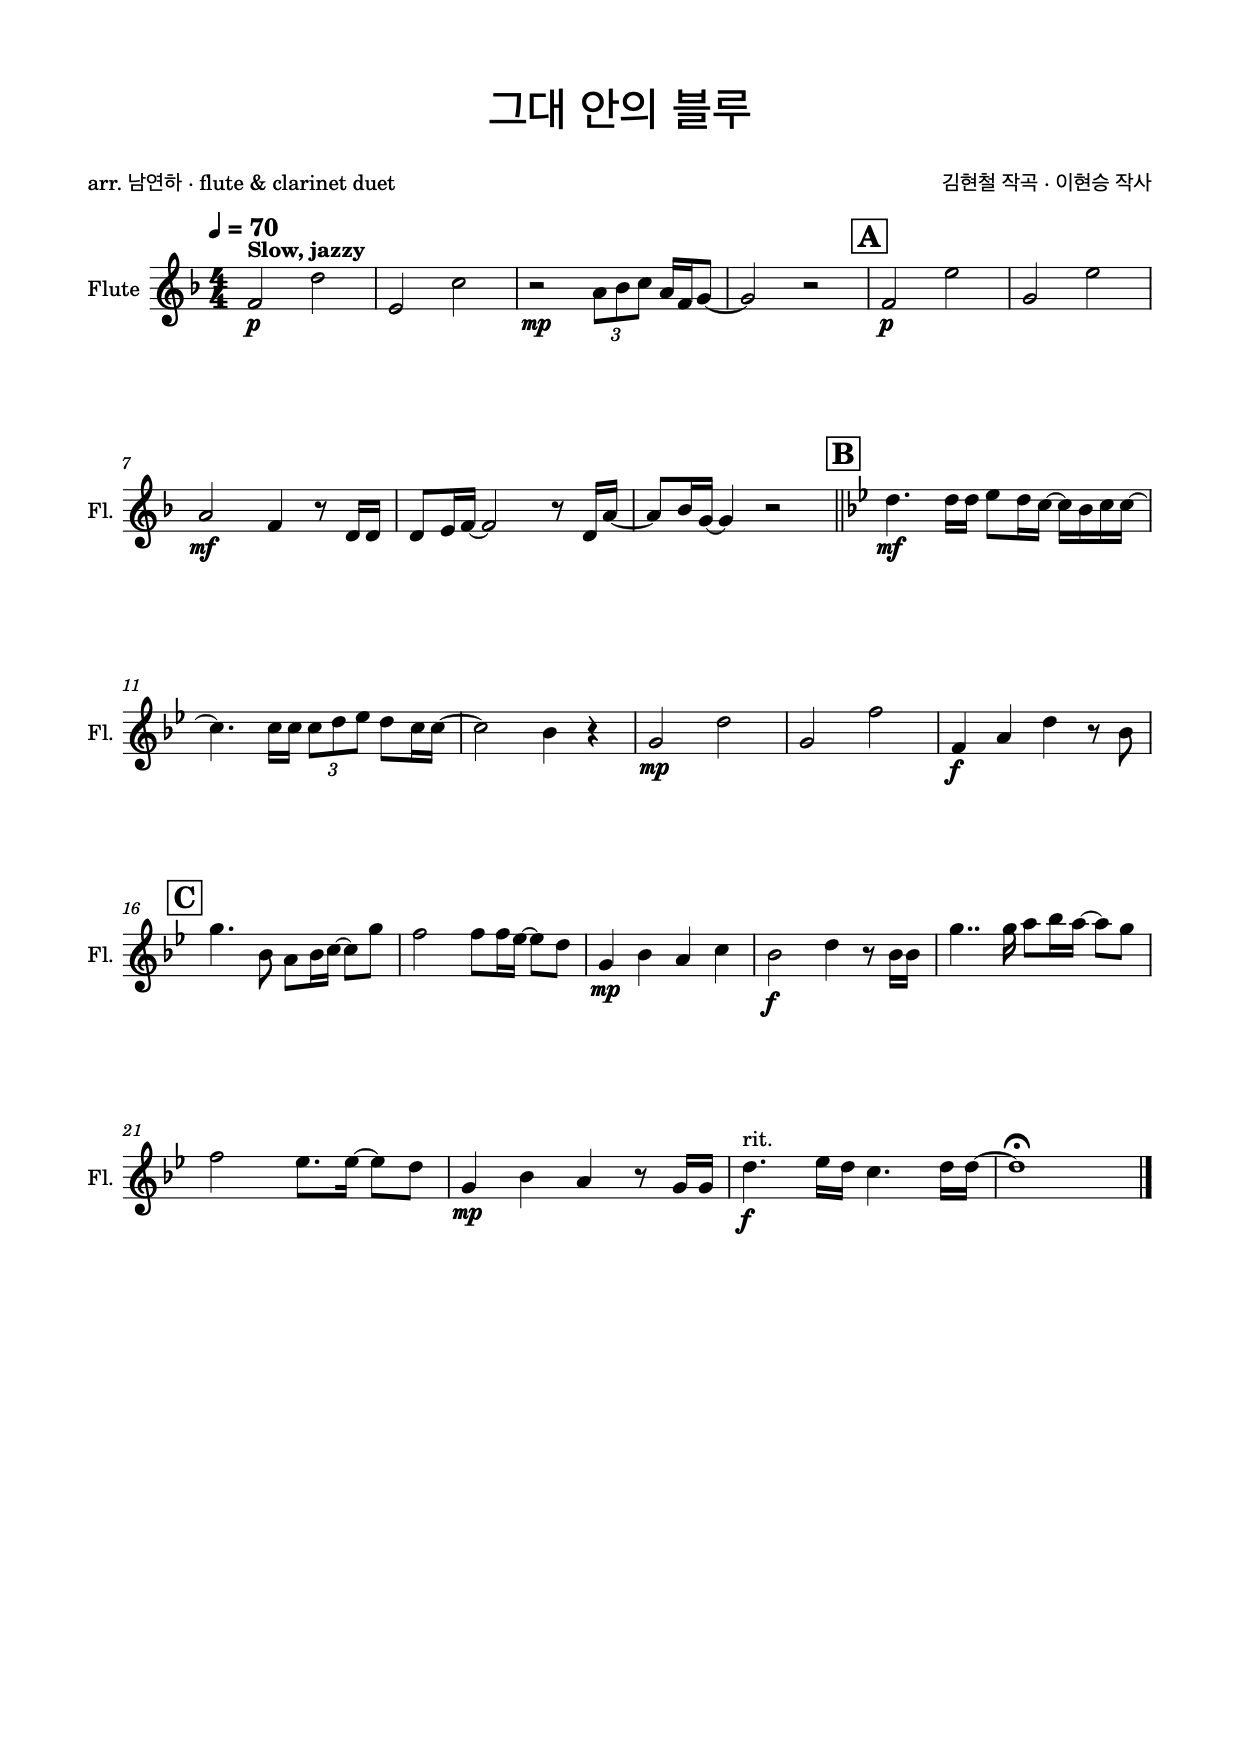 그대 안의 블루
arr. 남연하 · flute & clarinet duet
김현철 작곡 · 이현승 작사
= 70
Slow, jazzy
A
Flute
4
4
3
p
mp
p
7
B
Fl.
mf
mf
11
Fl.
3
mp
f
C
16
Fl.
mp
f
21
rit.
Fl.
mp
f